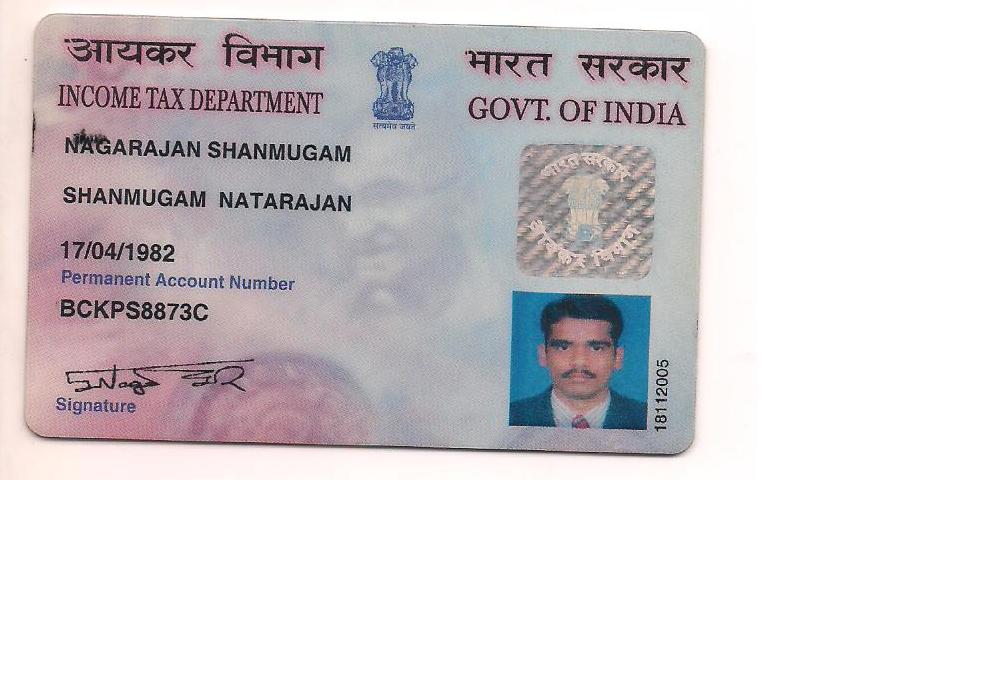 आयकर विभाग
INCOME TAX DEPARTMENT
सत्यमेव जयते
भारत सरकार
GOVT. OF INDIA
NAGARAJAN SHANMUGAM
SHANMUGAM NATARAJAN
17/04/1982
Permanent Account Number
BCKPS8873C
Signature
भारत सरकार
आयकर विभाग
18112005